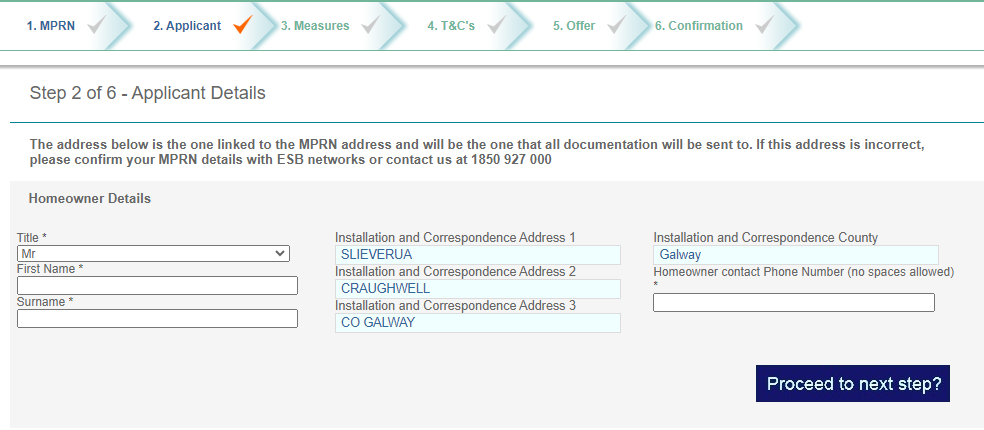 1. MPRN
2. Applicant
3. Measures
4. T&C's
5. Offer
6. Confirmation
Step 2 of 6 - Applicant Details
The address below is the one linked to the MPRN address and will be the one that all documentation will be sent to. If this address is incorrect,
please confirm your MPRN details with ESB networks or contact us at 1850 927 000
Homeowner Details
Title *
Mr
First Name *
Surname *
Installation and Correspondence Address 1
SLIEVERUA
Installation and Correspondence Address 2
CRAUGHWELL
Installation and Correspondence Address 3
CO GALWAY
Installation and Correspondence County
Galway
Homeowner contact Phone Number (no spaces allowed)
*
Proceed to next step?